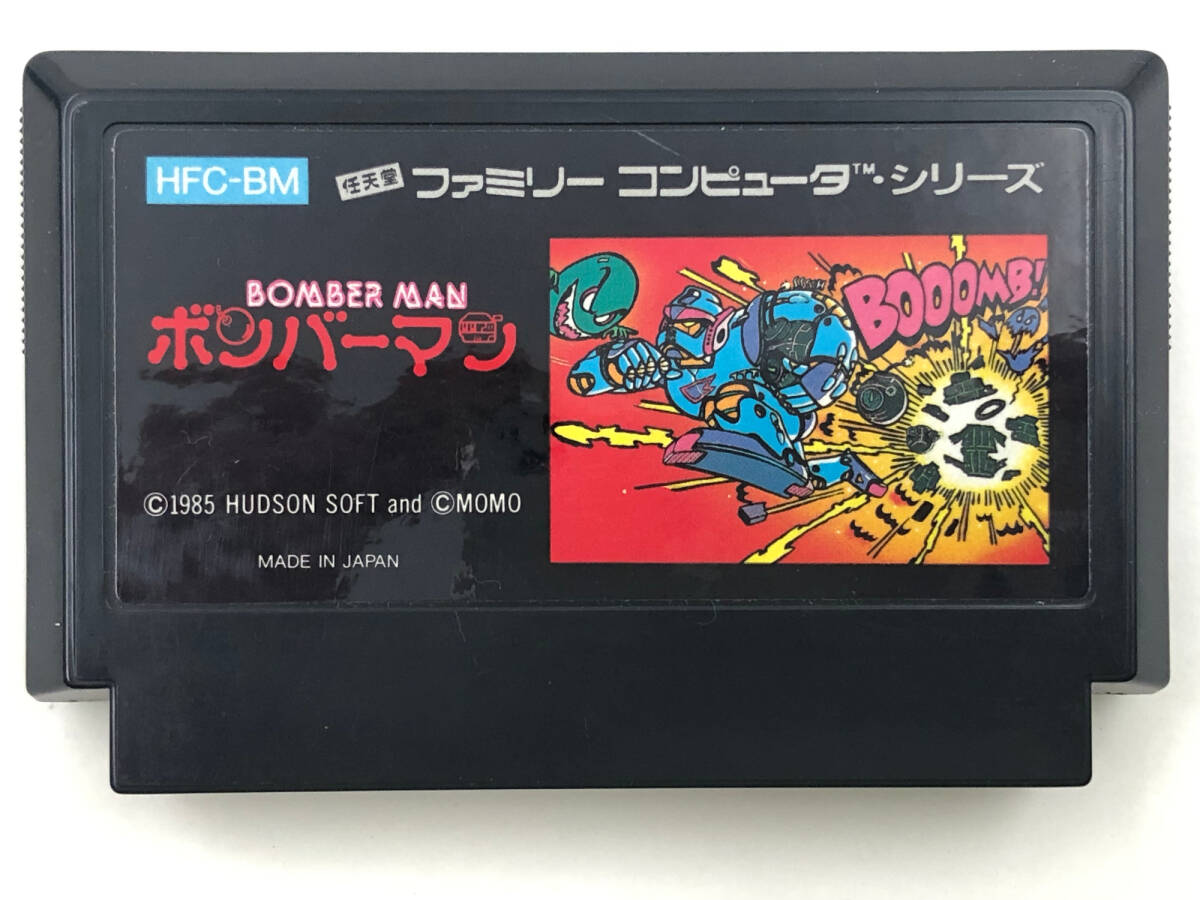 HFC-BM
任天堂 ファミリー コンピュータ™・シリーズ
BOMBER MAN
ボンバーマン
BOOOMB!
©1985 HUDSON SOFT and ©MOMO
MADE IN JAPAN